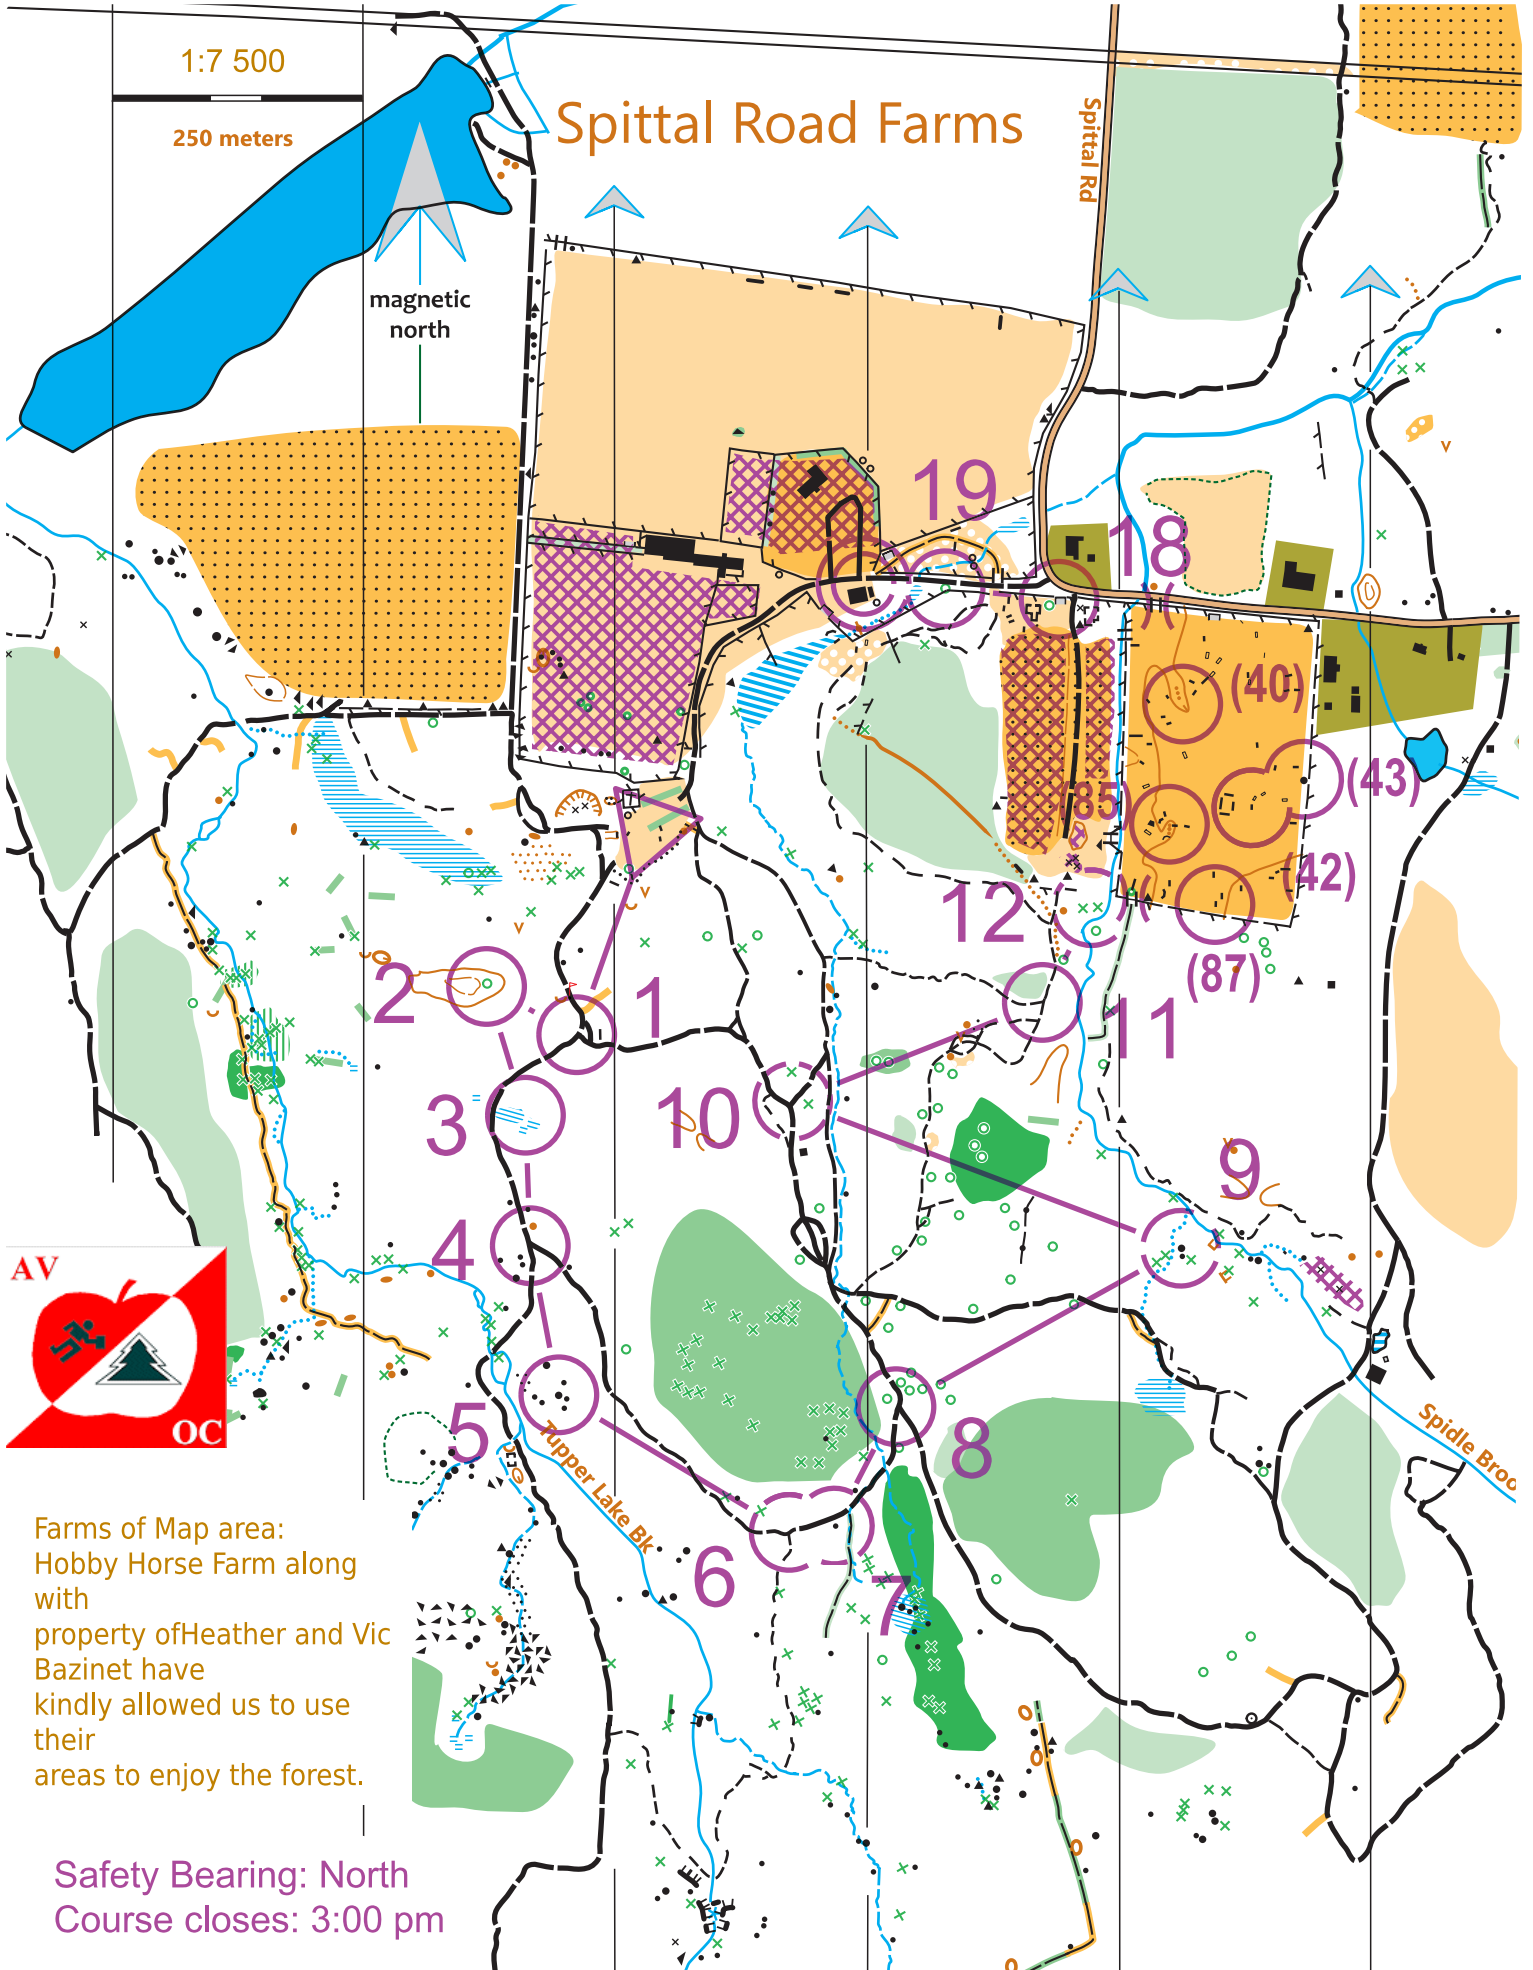 1:7 500
250 meters
Spittal Road Farms
Spittal Rd
magnetic
north
19
18
(40)
(43)
(85)
(42)
12
(87)
2
1
11
3
10
9
4
AV
OC
5
8
Tupper Lake Bk
Spidle Broo
6
7
Farms of Map area:
Hobby Horse Farm along
with
property ofHeather and Vic
Bazinet have
kindly allowed us to use
their
areas to enjoy the forest.
Safety Bearing: North
Course closes: 3:00 pm